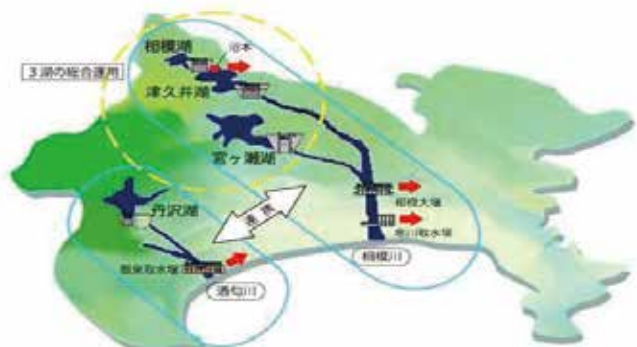 相模湖
沼本
3湖の総合運用
津久井湖
宮ヶ瀬湖
丹沢湖
連携
相模大堰
寒川取水堰
飯泉取水堰
相模川
酒匂川